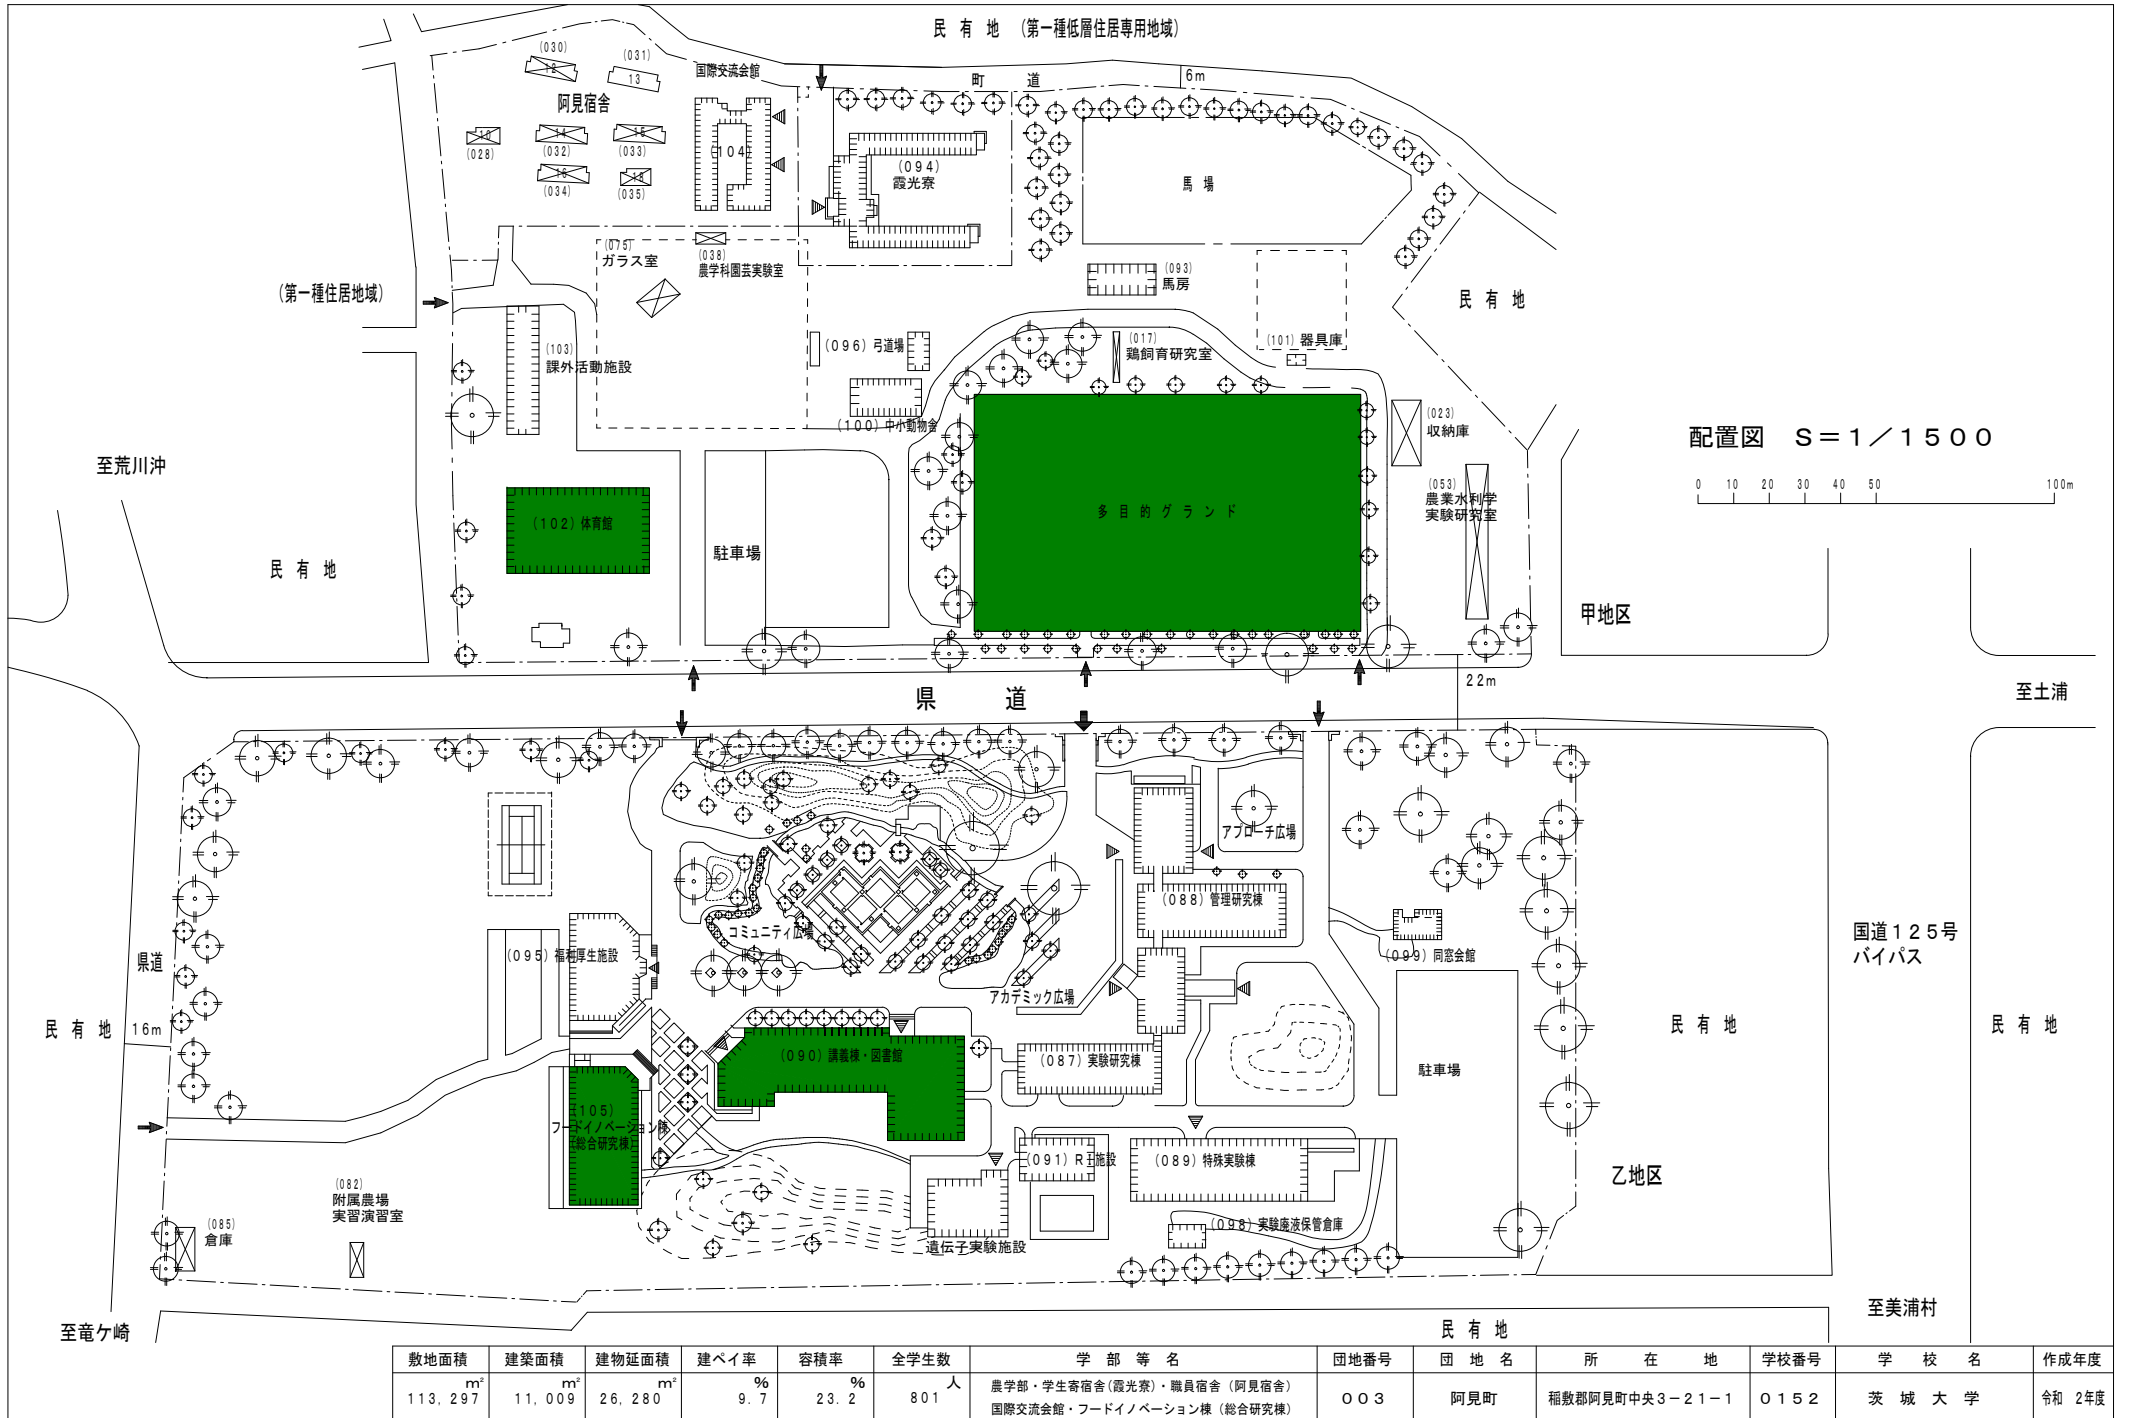 民有地 (第一種低層住居専用地域)
(030)
12
(031)
13
国際交流会館
町道
6m
阿見宿舎
10
(028)
14
(032)
15
(033)
16
(034)
18
(035)
(104)
(094)
霞光寮
馬場
(075)
ガラス室
(038)
農学科園芸実験室
(093)
馬房
(第一種住居地域)
民有地
(103)
課外活動施設
(096) 弓道場
(017)
鶏飼育研究室
(101) 器具庫
(100) 中小動物舎
(023)
収納庫
配置図 S=1/1500
0 10 20 30 40 50 100m
至荒川沖
(053)
農業水利学
実験研究室
(102) 体育館
多目的グランド
駐車場
民有地
甲地区
22m
県道
至土浦
アプローチ広場
(088) 管理研究棟
コミュニティ広場
(095) 福利厚生施設
(099) 同窓会館
国道125号
バイパス
県道
アカデミック広場
民有地
16m
民有地
民有地
(090) 講義棟・図書館
(087) 実験研究棟
駐車場
(105)
フードイノベーション棟
(総合研究棟)
(091) RI施設
(089) 特殊実験棟
乙地区
(082)
附属農場
実習演習室
(085)
倉庫
(098) 実験廃液保管倉庫
遺伝子実験施設
至美浦村
至竜ケ崎
民有地
敷地面積 建築面積 建物延面積 建ペイ率 容積率 全学生数 学部等名 団地番号 団地名 所在地 学校番号 学校名 作成年度
㎡ ㎡ ㎡ % % 人
113,297 11,009 26,280 9.7 23.2 801 農学部・学生寄宿舎(霞光寮)・職員宿舎(阿見宿舎) 003 阿見町 稲敷郡阿見町中央3-21-1 0152 茨城大学 令和 2年度
国際交流会館・フードイノベーション棟(総合研究棟)